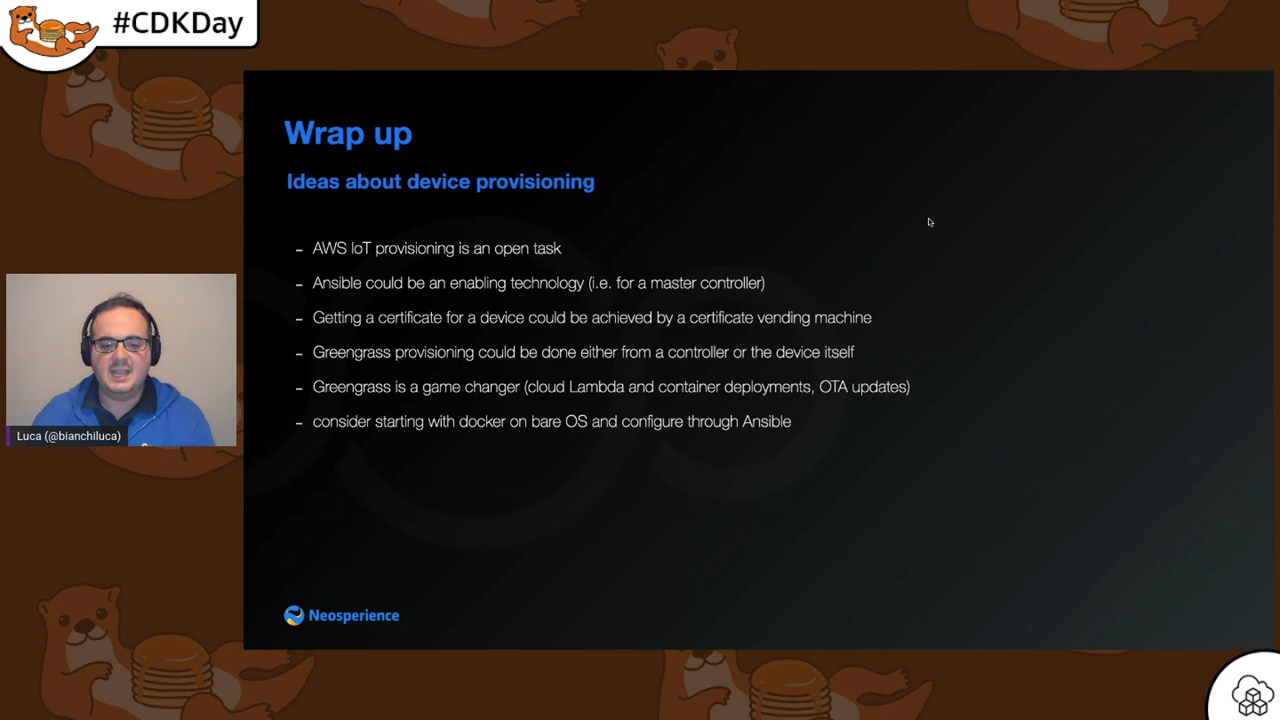 #CDKDay
Wrap up
Ideas about device provisioning
- AWS IoT provisioning is an open task
- Ansible could be an enabling technology (i.e. for a master controller)
- Getting a certificate for a device could be achieved by a certificate vending machine
- Greengrass provisioning could be done either from a controller or the device itself
- Greengrass is a game changer (cloud Lambda and container deployments, OTA updates)
- consider starting with docker on bare OS and configure through Ansible
Luca (@bianchiluca)
Neosperience